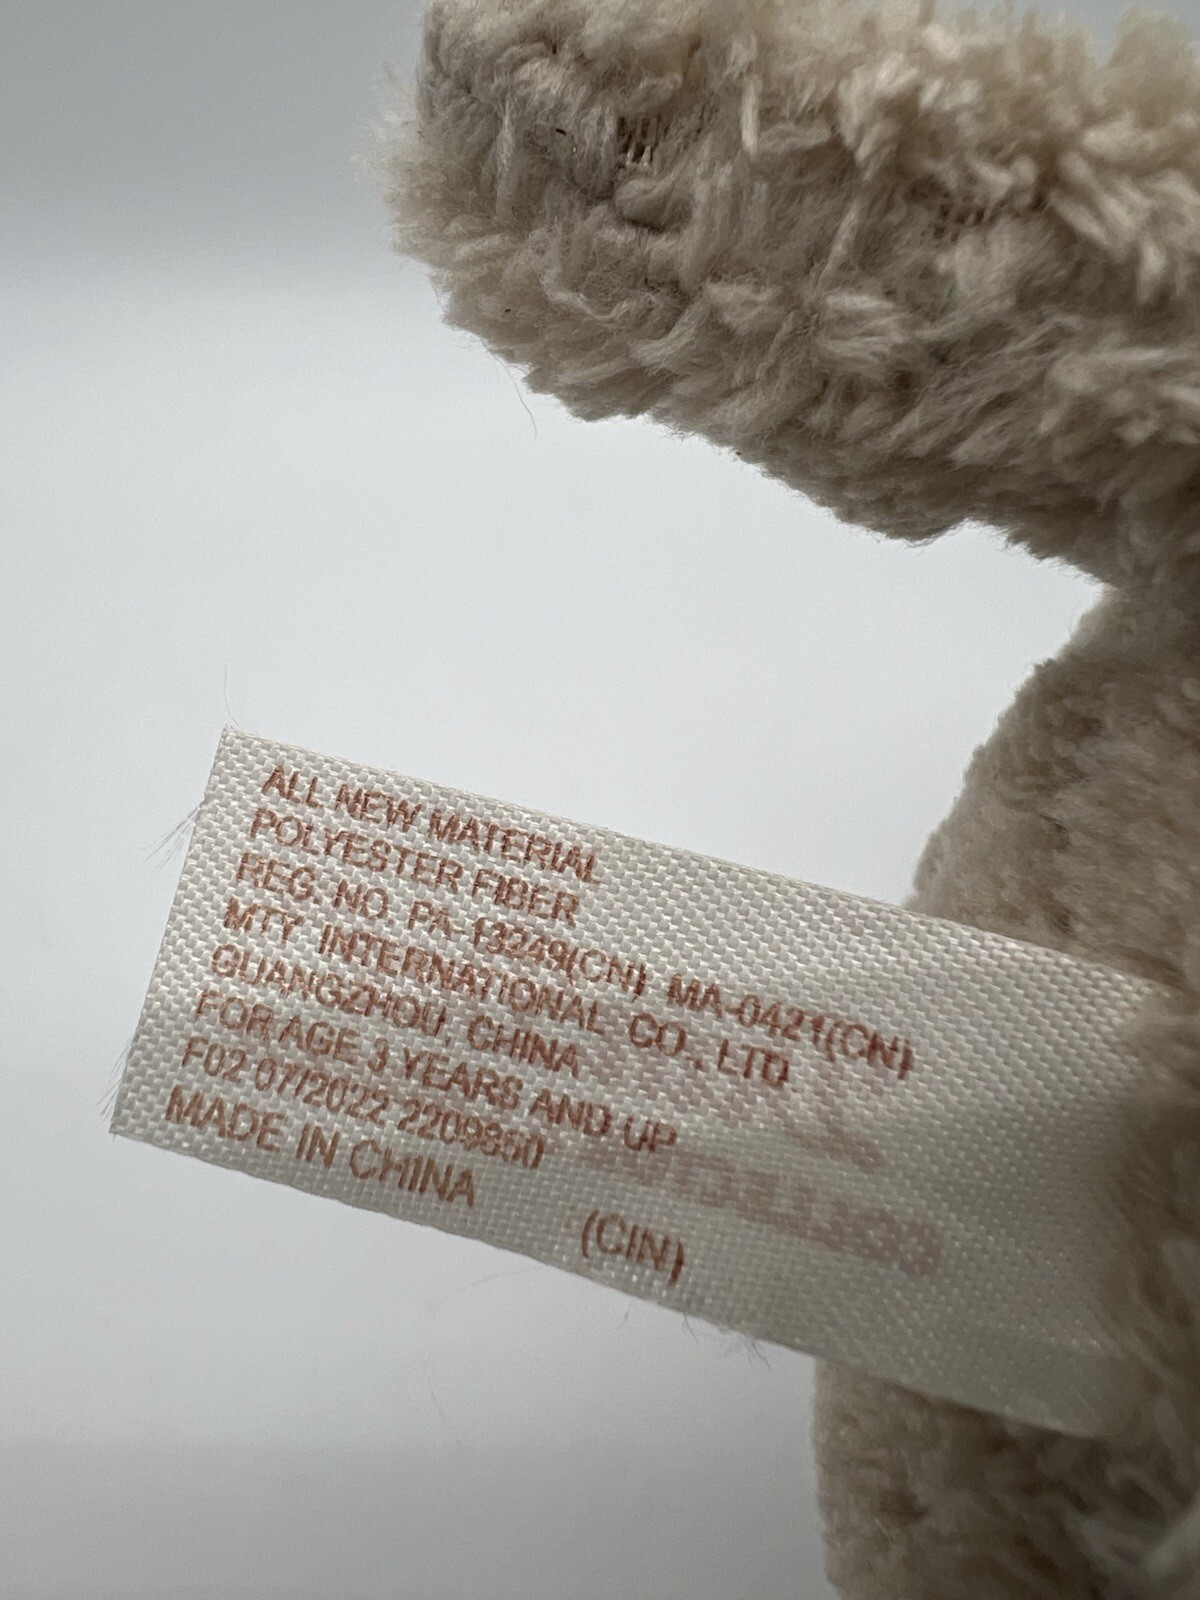 ALL NEW MATERIAL
POLYESTER FIBER
REG. NO. PA-13249(CN) MA-0421(CN)
MTY INTERNATIONAL CO., LTD
GUANGZHOU, CHINA
FOR AGE 3 YEARS AND UP
F02 07/2022 2209850
MADE IN CHINA
(CIN)